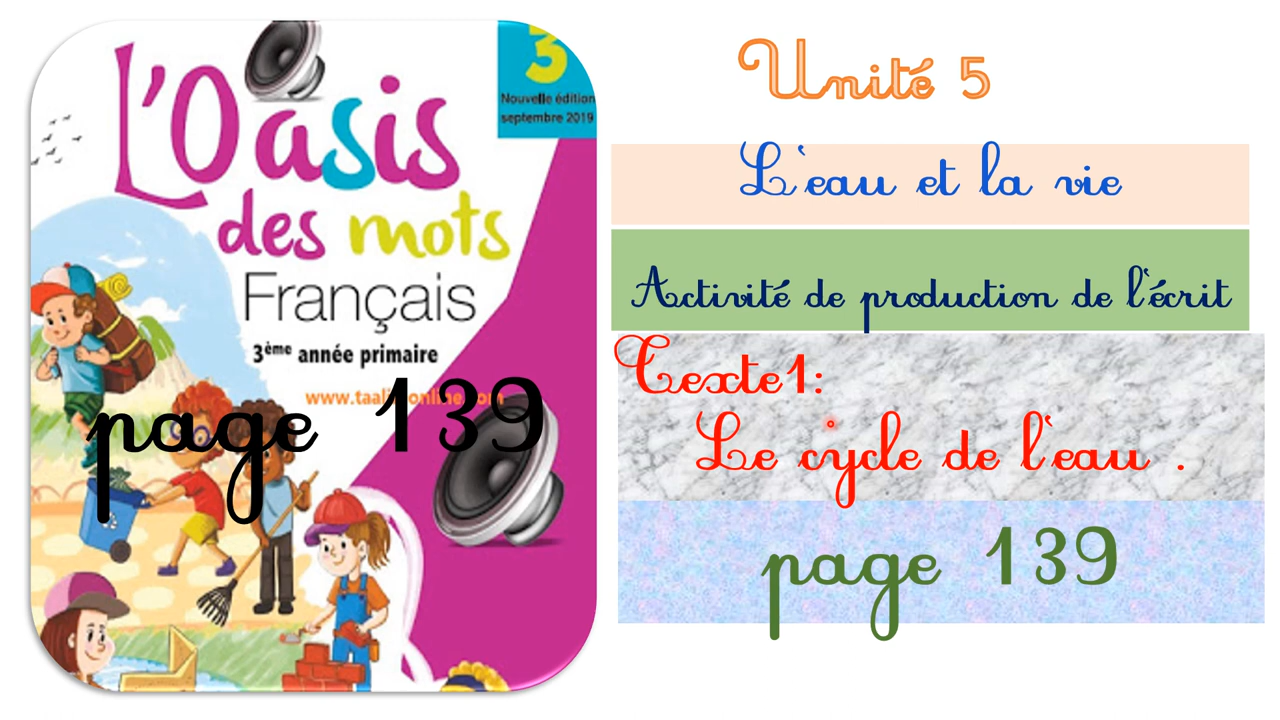 L'Oasis
des mots
Français
3ème année primaire
3
Nouvelle édition
septembre 2019
page 139
Unité 5
L'eau et la vie
Activité de production de l'écrit
Texte1:
Le cycle de l'eau .
page 139